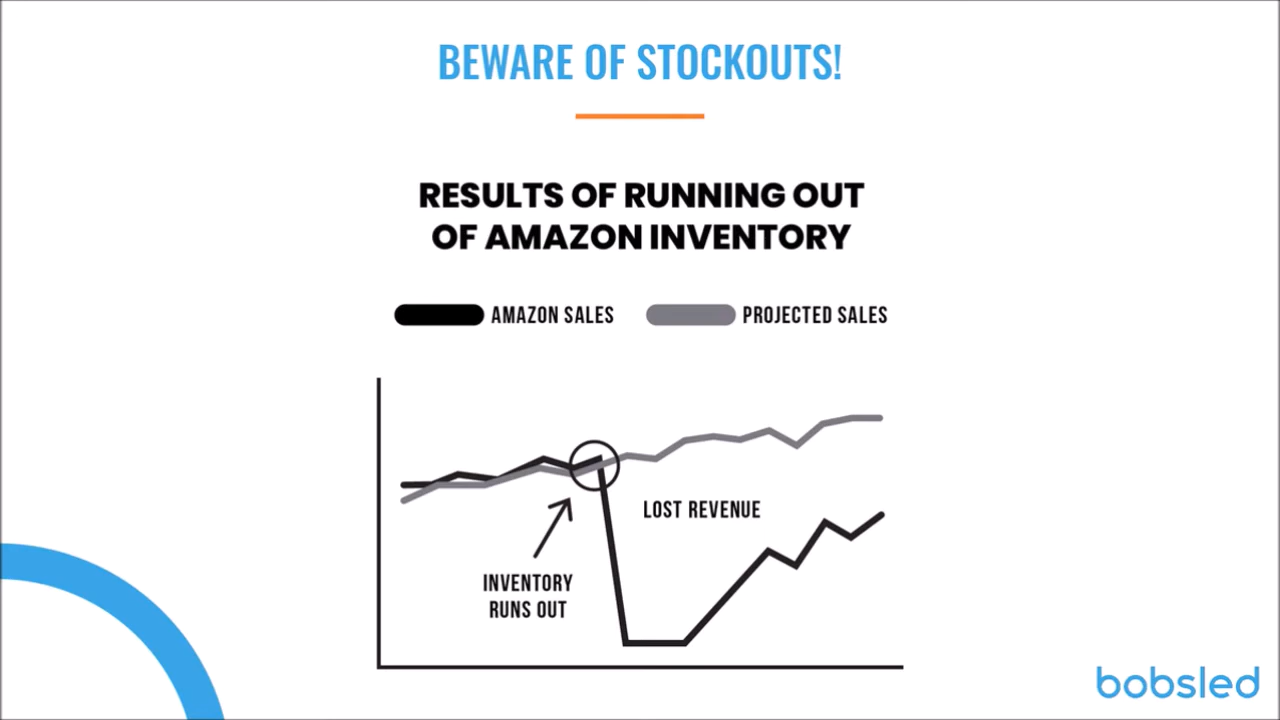 BEWARE OF STOCKOUTS!
RESULTS OF RUNNING OUT
OF AMAZON INVENTORY
AMAZON SALES
PROJECTED SALES
LOST REVENUE
INVENTORY
RUNS OUT
bobsled